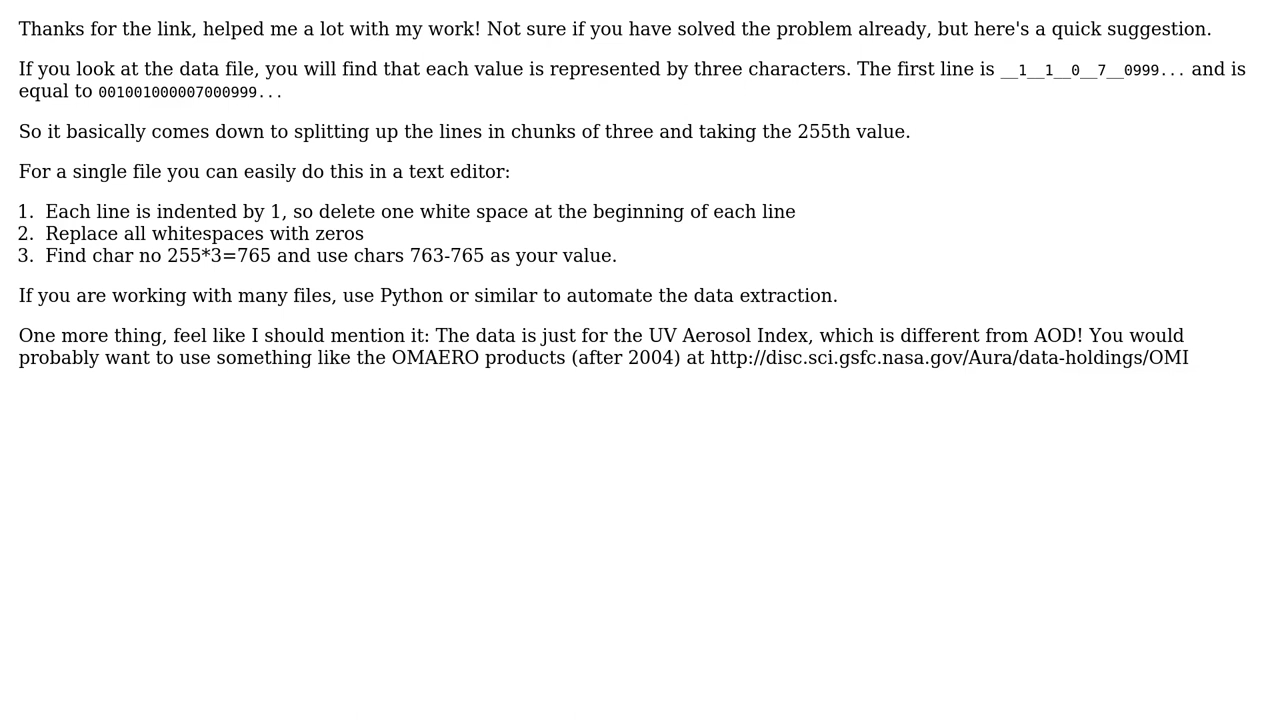 Thanks for the link, helped me a lot with my work! Not sure if you have solved the problem already, but here's a quick suggestion.
If you look at the data file, you will find that each value is represented by three characters. The first line is __1__1__0__7__0999... and is
equal to 001001000007000999...
So it basically comes down to splitting up the lines in chunks of three and taking the 255th value.
For a single file you can easily do this in a text editor:
1. Each line is indented by 1, so delete one white space at the beginning of each line
2. Replace all whitespaces with zeros
3. Find char no 255*3=765 and use chars 763-765 as your value.
If you are working with many files, use Python or similar to automate the data extraction.
One more thing, feel like I should mention it: The data is just for the UV Aerosol Index, which is different from AOD! You would
probably want to use something like the OMAERO products (after 2004) at http://disc.sci.gsfc.nasa.gov/Aura/data-holdings/OMI